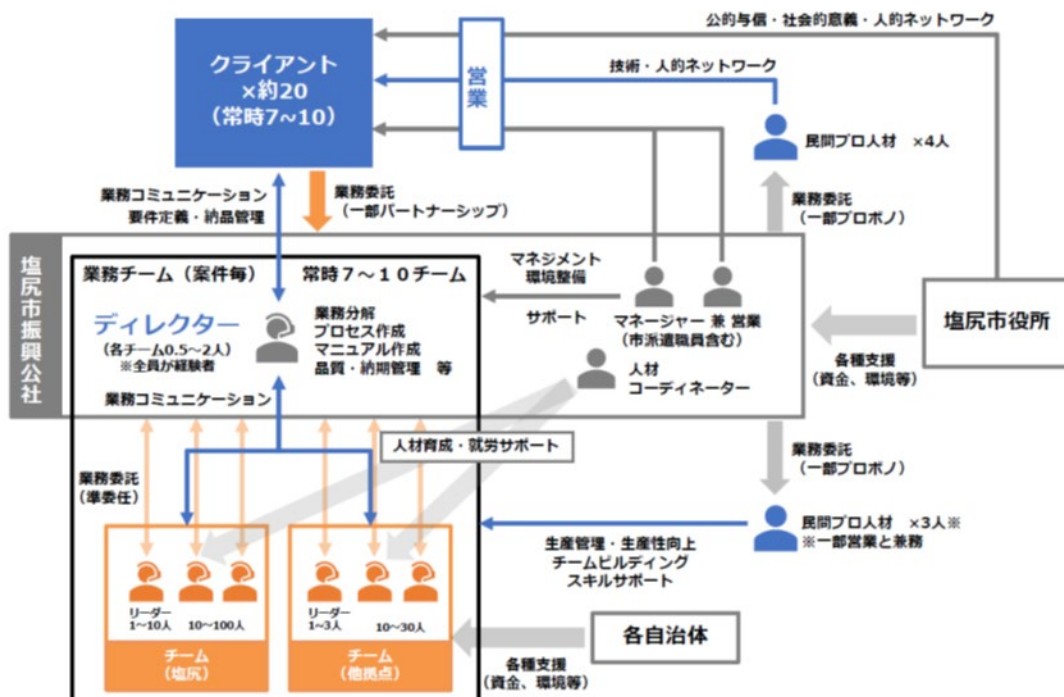 公的与信・社会的意義・人的ネットワーク
クライアント
×約20
（常時7~10）
営業
技術・人的ネットワーク
民間プロ人材　×4人
業務コミュニケーション
要件定義・納品管理
業務委託
（一部パートナーシップ）
業務委託
（一部プロボノ）
塩尻市振興公社
業務チーム（案件毎）　常時７～１０チーム
ディレクター
（各チーム0.5～2人）
※全員が経験者
業務分解
プロセス作成
マニュアル作成
品質・納期管理　等
マネジメント
環境整備
サポート
マネージャー 兼 営業
（市派遣職員含む）
人材
コーディネーター
塩尻市役所
各種支援
（資金、環境等）
業務コミュニケーション
人材育成・就労サポート
業務委託
（準委任）
業務委託
（一部プロボノ）
民間プロ人材　×3人※
※一部営業と兼務
生産管理・生産性向上
チームビルディング
スキルサポート
リーダー
1~10人
10~100人
チーム
（塩尻）
リーダー
1~3人
10~30人
チーム
（他拠点）
各自治体
各種支援
（資金、環境等）